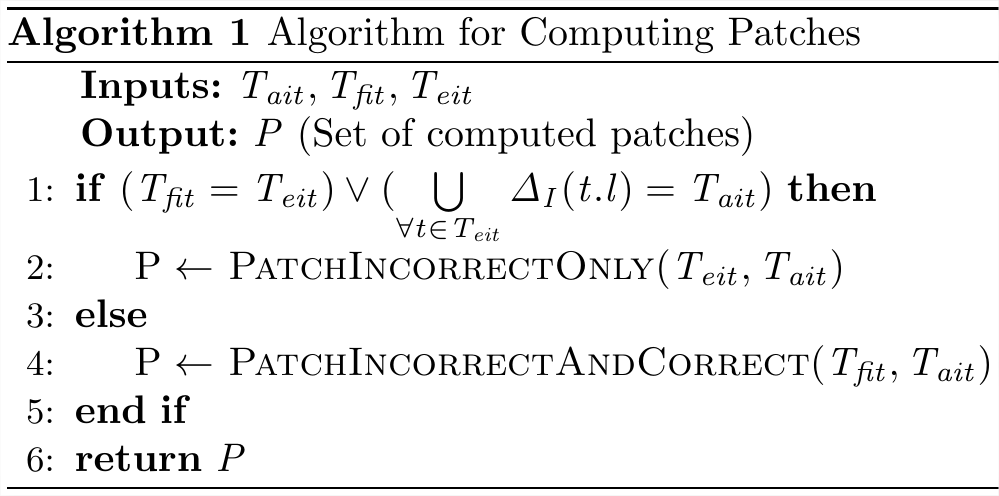 Algorithm 1 Algorithm for Computing Patches
Inputs: T_ait, T_fit, T_eit
Output: P (Set of computed patches)
1: if (T_fit = T_eit) ∨ (⋃_{∀t∈T_eit} Δ_I(t.l) = T_ait) then
2: P ← PATCHINCORRECTONLY(T_eit, T_ait)
3: else
4: P ← PATCHINCORRECTANDCORRECT(T_fit, T_ait)
5: end if
6: return P